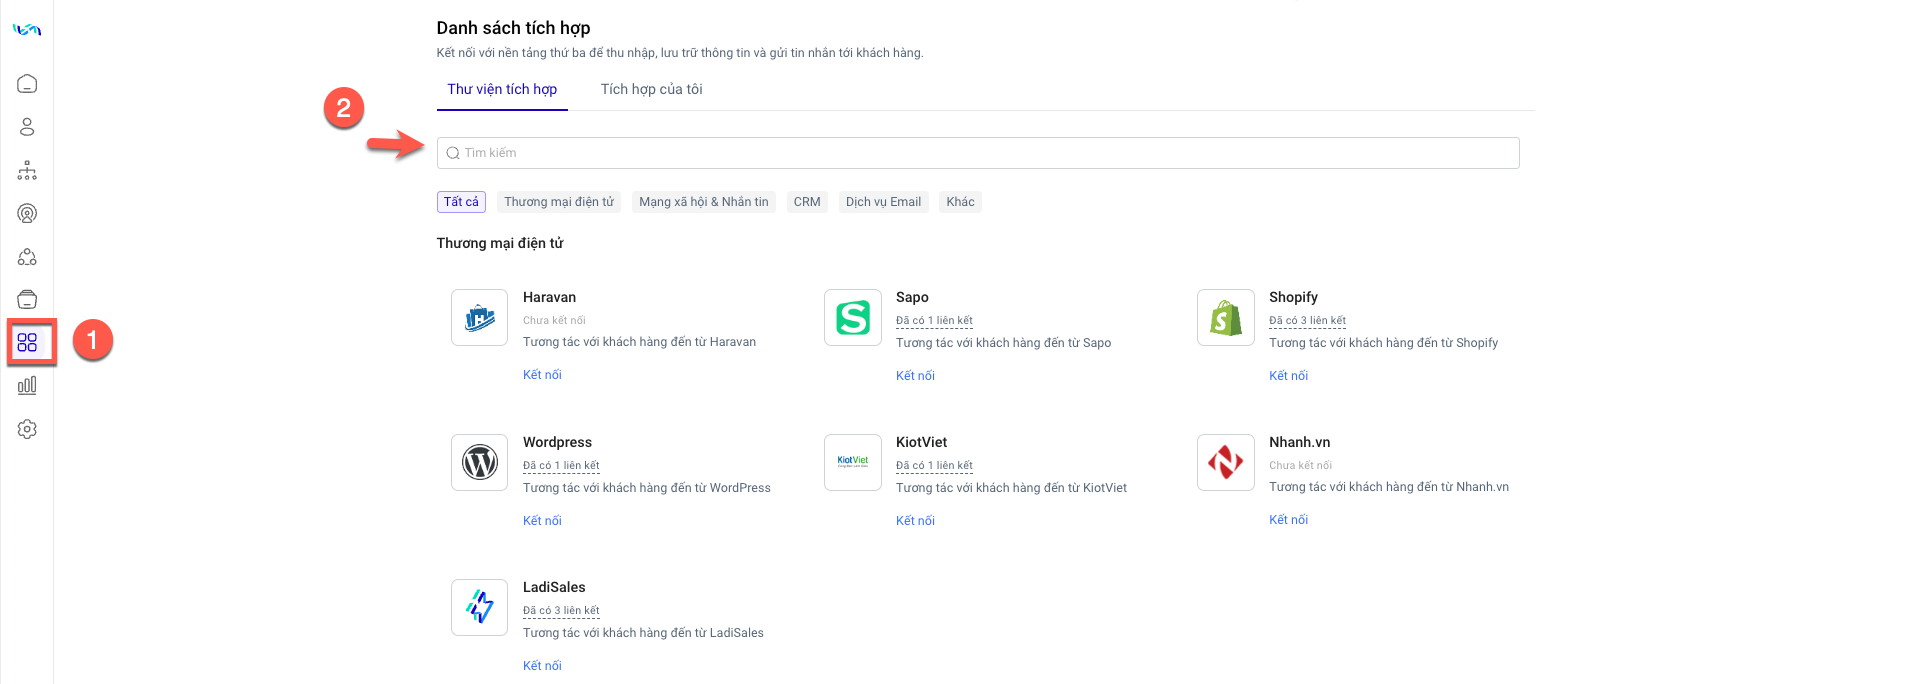 Danh sách tích hợp
Kết nối với nền tảng thứ ba để thu nhập, lưu trữ thông tin và gửi tin nhắn tới khách hàng.
Thư viện tích hợp
Tích hợp của tôi
2
Tìm kiếm
Tất cả
Thương mại điện tử
Mạng xã hội & Nhắn tin
CRM
Dịch vụ Email
Khác
Thương mại điện tử
1
Haravan
Chưa kết nối
Tương tác với khách hàng đến từ Haravan
Kết nối
Sapo
Đã có 1 liên kết
Tương tác với khách hàng đến từ Sapo
Kết nối
Shopify
Đã có 3 liên kết
Tương tác với khách hàng đến từ Shopify
Kết nối
Wordpress
Đã có 1 liên kết
Tương tác với khách hàng đến từ WordPress
Kết nối
KiotViet
KiotViet
Đã có 1 liên kết
Tương tác với khách hàng đến từ KiotViet
Kết nối
Nhanh.vn
Chưa kết nối
Tương tác với khách hàng đến từ Nhanh.vn
Kết nối
LadiSales
Đã có 3 liên kết
Tương tác với khách hàng đến từ LadiSales
Kết nối